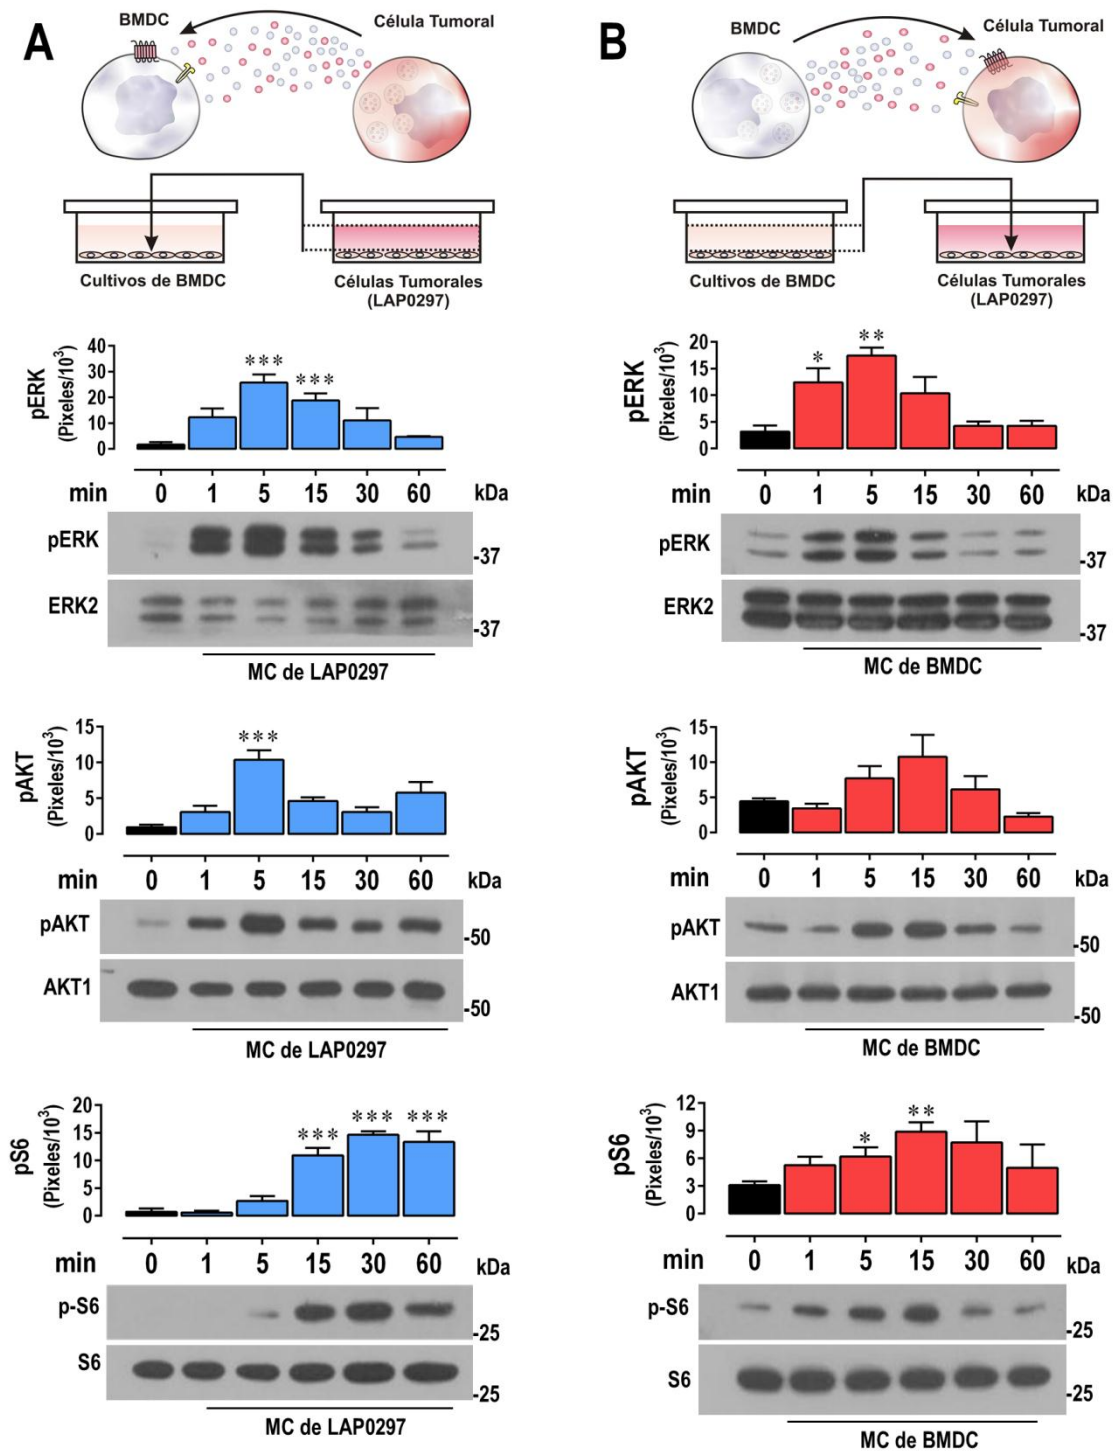 A
BMDC
Célula Tumoral
Cultivos de BMDC
Células Tumorales
(LAP0297)
pERK
(Pixeles/10³)
40
30
20
10
0
***
***
min 0 1 5 15 30 60 kDa
pERK
-37
ERK2
-37
MC de LAP0297
pAKT
(Pixeles/10³)
15
10
5
0
***
min 0 1 5 15 30 60 kDa
pAKT
-50
AKT1
-50
MC de LAP0297
pS6
(Pixeles/10³)
20
15
10
5
0
***
***
***
min 0 1 5 15 30 60 kDa
p-S6
-25
S6
-25
MC de LAP0297
B
BMDC
Célula Tumoral
Cultivos de BMDC
Células Tumorales
(LAP0297)
pERK
(Pixeles/10³)
20
15
10
5
0
*
**
min 0 1 5 15 30 60 kDa
pERK
-37
ERK2
-37
MC de BMDC
pAKT
(Pixeles/10³)
15
10
5
0
min 0 1 5 15 30 60 kDa
pAKT
-50
AKT1
-50
MC de BMDC
pS6
(Pixeles/10³)
12
9
6
3
0
*
**
min 0 1 5 15 30 60 kDa
p-S6
-25
S6
-25
MC de BMDC